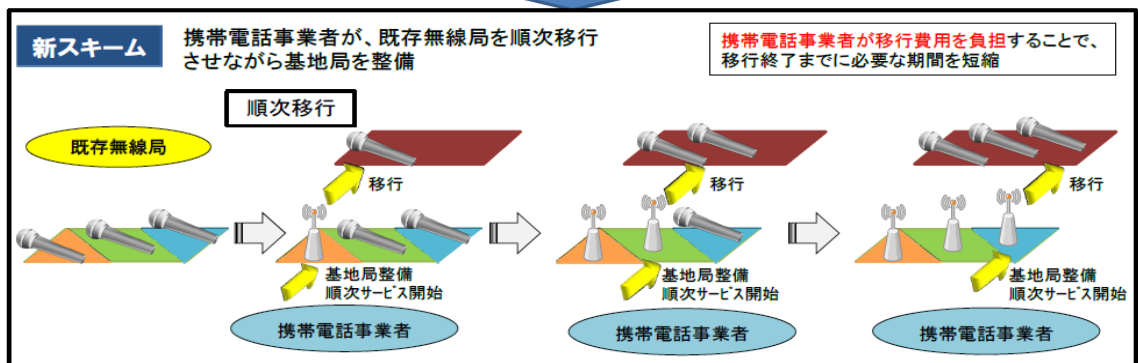 新スキーム
携帯電話事業者が、既存無線局を順次移行
させながら基地局を整備
携帯電話事業者が移行費用を負担することで、
移行終了までに必要な期間を短縮
順次移行
既存無線局
移行
移行
移行
基地局整備
順次サービス開始
基地局整備
順次サービス開始
基地局整備
順次サービス開始
携帯電話事業者
携帯電話事業者
携帯電話事業者